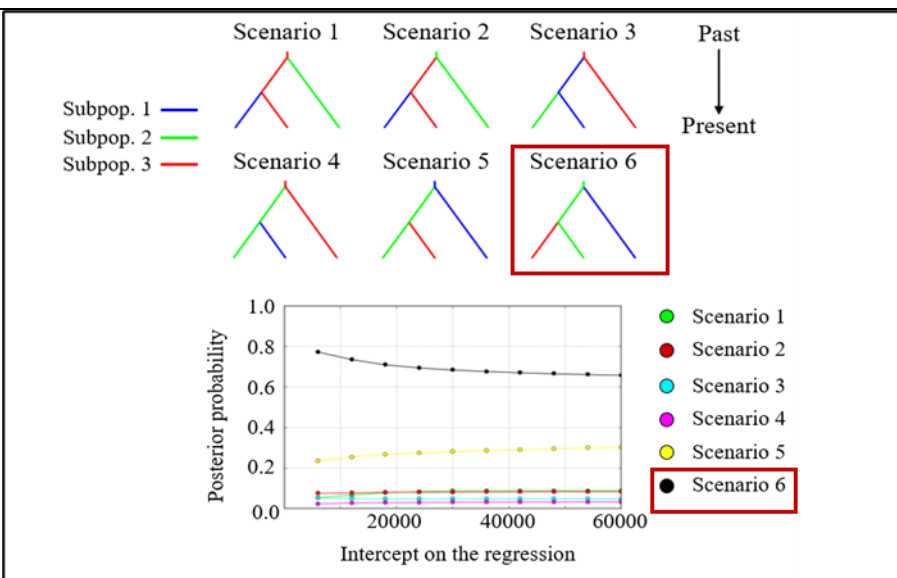 Scenario 1 Scenario 2 Scenario 3 Past
Subpop. 1
Subpop. 2
Subpop. 3
Present
Scenario 4 Scenario 5 Scenario 6
1.0
0.8
0.6
0.4
0.2
0.0
Posterior probability
20000 40000 60000
Intercept on the regression
Scenario 1
Scenario 2
Scenario 3
Scenario 4
Scenario 5
Scenario 6